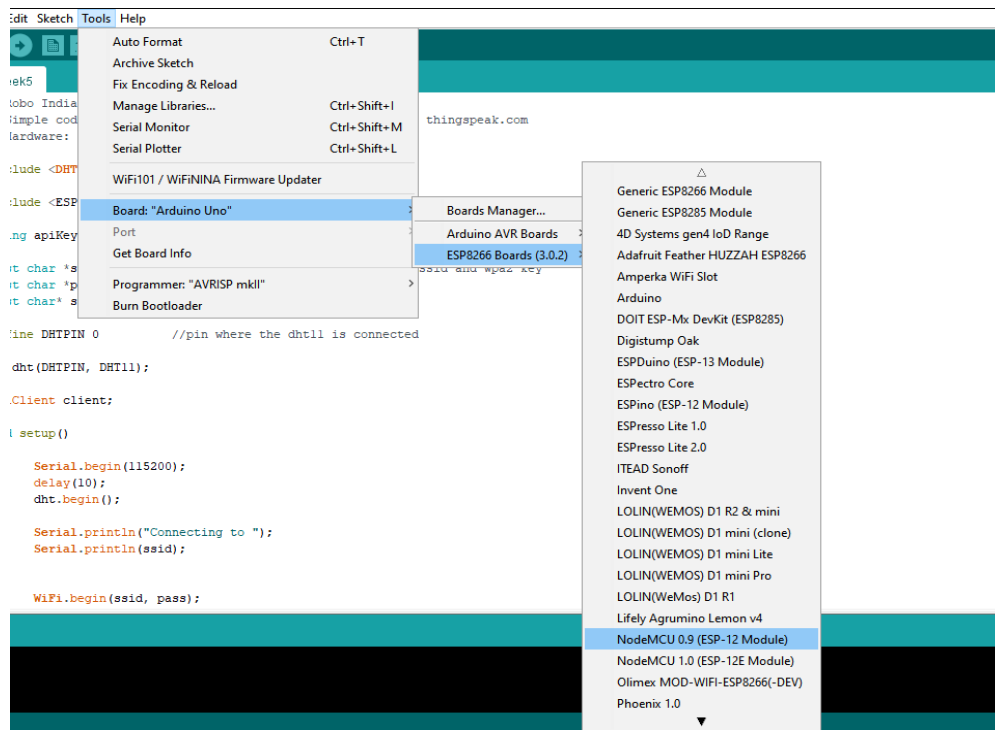 Edit Sketch Tools Help
Auto Format Ctrl+T
Archive Sketch
Fix Encoding & Reload
Manage Libraries... Ctrl+Shift+I
Serial Monitor Ctrl+Shift+M
Serial Plotter Ctrl+Shift+L
WiFi101 / WiFiNINA Firmware Updater
Board: "Arduino Uno"
Port
Get Board Info
Programmer: "AVRISP mkII"
Burn Bootloader
Boards Manager...
Arduino AVR Boards
ESP8266 Boards (3.0.2)
Generic ESP8266 Module
Generic ESP8285 Module
4D Systems gen4 IoD Range
Adafruit Feather HUZZAH ESP8266
Amperka WiFi Slot
Arduino
DOIT ESP-Mx DevKit (ESP8285)
Digistump Oak
ESPDuino (ESP-13 Module)
ESPectro Core
ESPino (ESP-12 Module)
ESPresso Lite 1.0
ESPresso Lite 2.0
ITEAD Sonoff
Invent One
LOLIN(WEMOS) D1 R2 & mini
LOLIN(WEMOS) D1 mini (clone)
LOLIN(WEMOS) D1 mini Lite
LOLIN(WEMOS) D1 mini Pro
LOLIN(WeMos) D1 R1
Lifely Agrumino Lemon v4
NodeMCU 0.9 (ESP-12 Module)
NodeMCU 1.0 (ESP-12E Module)
Olimex MOD-WIFI-ESP8266(-DEV)
Phoenix 1.0
eek5
Robo India
Simple cod thingspeak.com
Hardware:
clude <DHT
clude <ESP
ing apiKey
st char *s ssid and wpa2 key
st char *p
st char* s
fine DHTPIN 0 //pin where the dht11 is connected
dht(DHTPIN, DHT11);
iClient client;
d setup()
Serial.begin(115200);
delay(10);
dht.begin();
Serial.println("Connecting to ");
Serial.println(ssid);
WiFi.begin(ssid, pass);